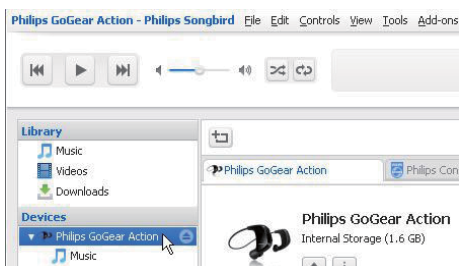 Philips GoGear Action - Philips Songbird File Edit Controls View Tools Add-ons
Library
Music
Videos
Downloads
Devices
Philips GoGear Action
Music
Philips GoGear Action
Philips Con
Philips GoGear Action
Internal Storage (1.6 GB)